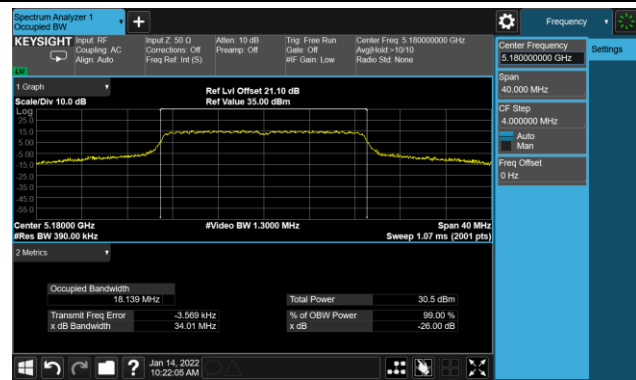 Spectrum Analyzer 1
Occupied BW
Frequency
KEYSIGHT
Input: RF
Coupling: AC
Align: Auto
Input Z: 50 Ω
Corrections: Off
Freq Ref: Int (S)
Atten: 10 dB
Preamp: Off
Trig: Free Run
Gate: Off
#IF Gain: Low
Center Freq: 5.180000000 GHz
Avg|Hold:>10/10
Radio Std: None
Center Frequency
5.180000000 GHz
Settings
Span
40.000 MHz
CF Step
4.000000 MHz
Auto
Man
Freq Offset
0 Hz
1 Graph
Scale/Div 10.0 dB
Ref Lvl Offset 21.10 dB
Ref Value 35.00 dBm
Log
25.0
15.0
5.00
-5.00
-15.0
-25.0
-35.0
-45.0
-55.0
Center 5.18000 GHz
#Res BW 390.00 kHz
#Video BW 1.3000 MHz
Span 40 MHz
Sweep 1.07 ms (2001 pts)
2 Metrics
Occupied Bandwidth
18.139 MHz
Total Power 30.5 dBm
Transmit Freq Error -3.569 kHz
% of OBW Power 99.00 %
x dB Bandwidth 34.01 MHz
x dB -26.00 dB
?
Jan 14, 2022
10:22:05 AM